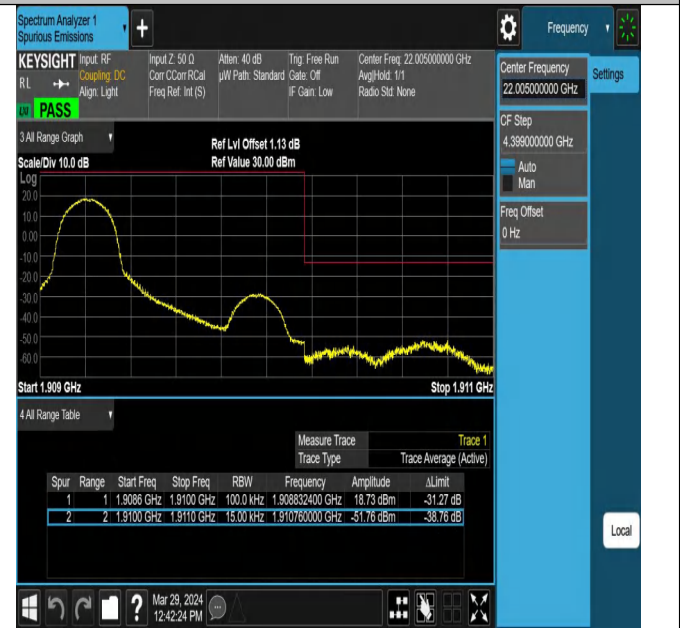 Spectrum Analyzer 1
Spurious Emissions
Frequency
KEYSIGHT
Input: RF
Coupling: DC
Align: Light
Input Z: 50 Ω
Corr CCorr RCal
Freq Ref: Int (S)
Atten: 40 dB
µW Path: Standard
Trig: Free Run
Gate: Off
IF Gain: Low
Center Freq: 22.005000000 GHz
Avg|Hold: 1/1
Radio Std: None
R L
PASS
Center Frequency
22.005000000 GHz
Settings
CF Step
4.399000000 GHz
Auto
Man
Freq Offset
0 Hz
3 All Range Graph
Ref Lvl Offset 1.13 dB
Scale/Div 10.0 dB
Ref Value 30.00 dBm
Log
20.0
10.0
0.00
-10.0
-20.0
-30.0
-40.0
-50.0
-60.0
Start 1.909 GHz
Stop 1.911 GHz
4 All Range Table
Measure Trace Trace 1
Trace Type Trace Average (Active)
Spur Range Start Freq Stop Freq RBW Frequency Amplitude ΔLimit
1 1 1.9086 GHz 1.9100 GHz 100.0 kHz 1.908832400 GHz 18.73 dBm -31.27 dB
2 2 1.9100 GHz 1.9110 GHz 15.00 kHz 1.910760000 GHz -51.76 dBm -38.76 dB
Local
Mar 29, 2024
12:42:24 PM